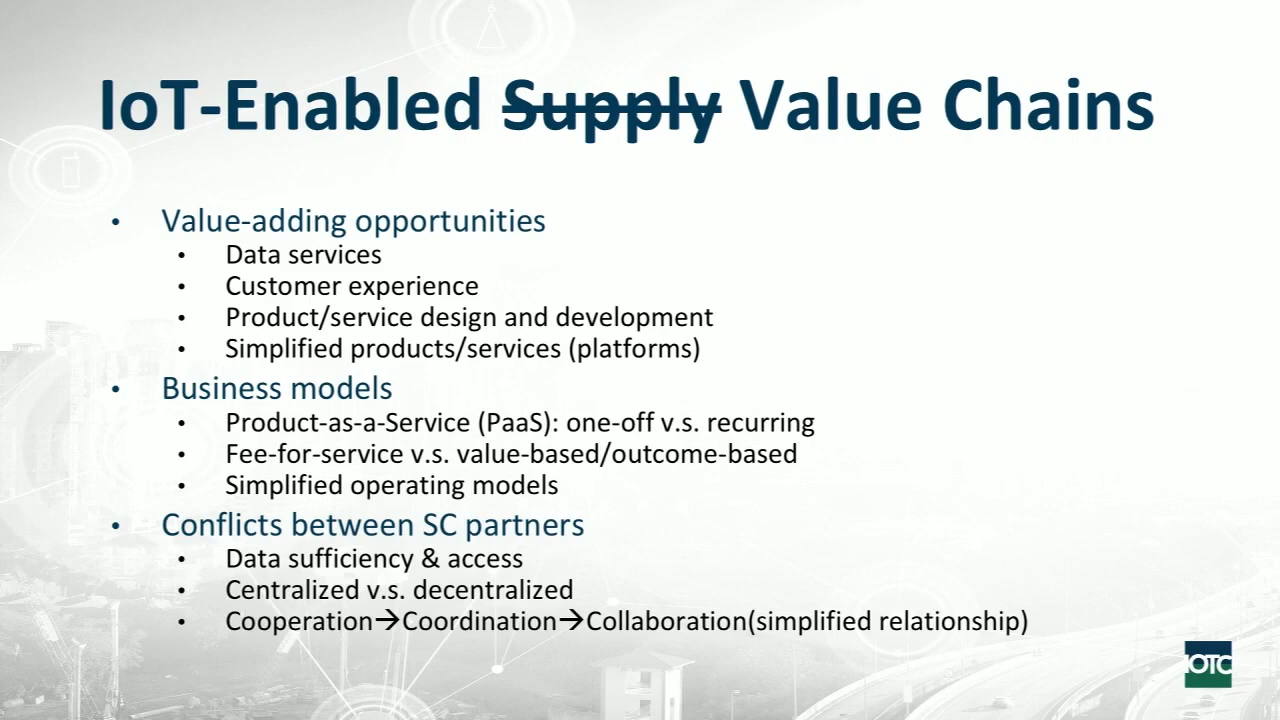 IoT-Enabled Supply Value Chains
• Value-adding opportunities
• Data services
• Customer experience
• Product/service design and development
• Simplified products/services (platforms)
• Business models
• Product-as-a-Service (PaaS): one-off v.s. recurring
• Fee-for-service v.s. value-based/outcome-based
• Simplified operating models
• Conflicts between SC partners
• Data sufficiency & access
• Centralized v.s. decentralized
• Cooperation→Coordination→Collaboration(simplified relationship)
IOTC